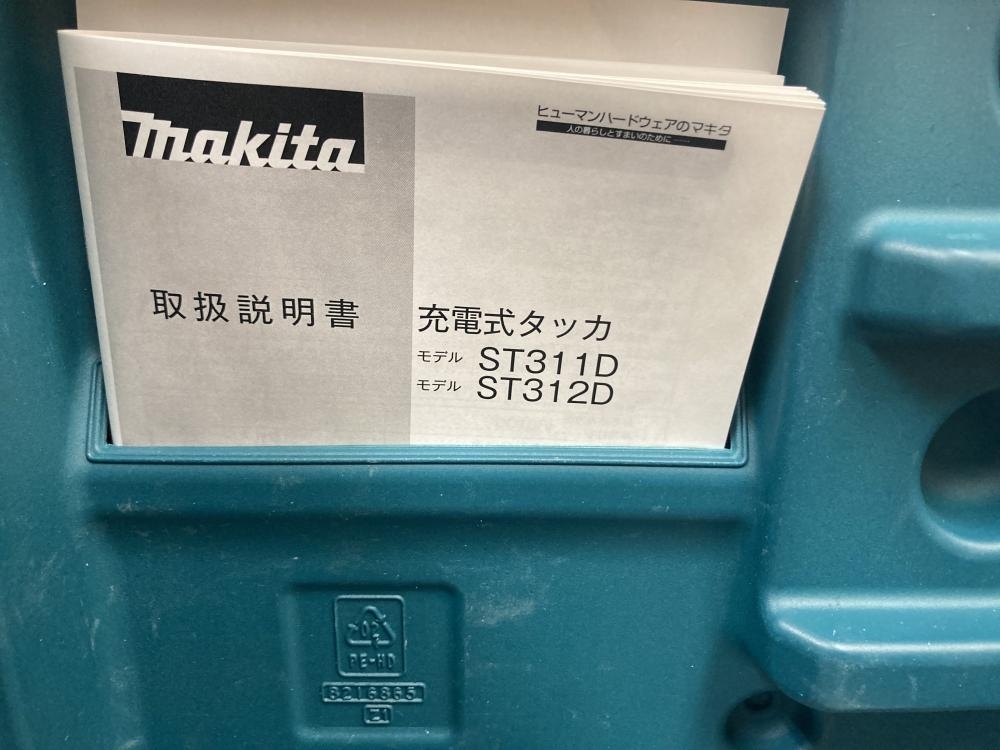 makita
ヒューマンハードウェアのマキタ
人の暮らしとすまいのために……
取扱説明書
充電式タッカ
モデル ST311D
モデル ST312D
02
PE-HD
8216865